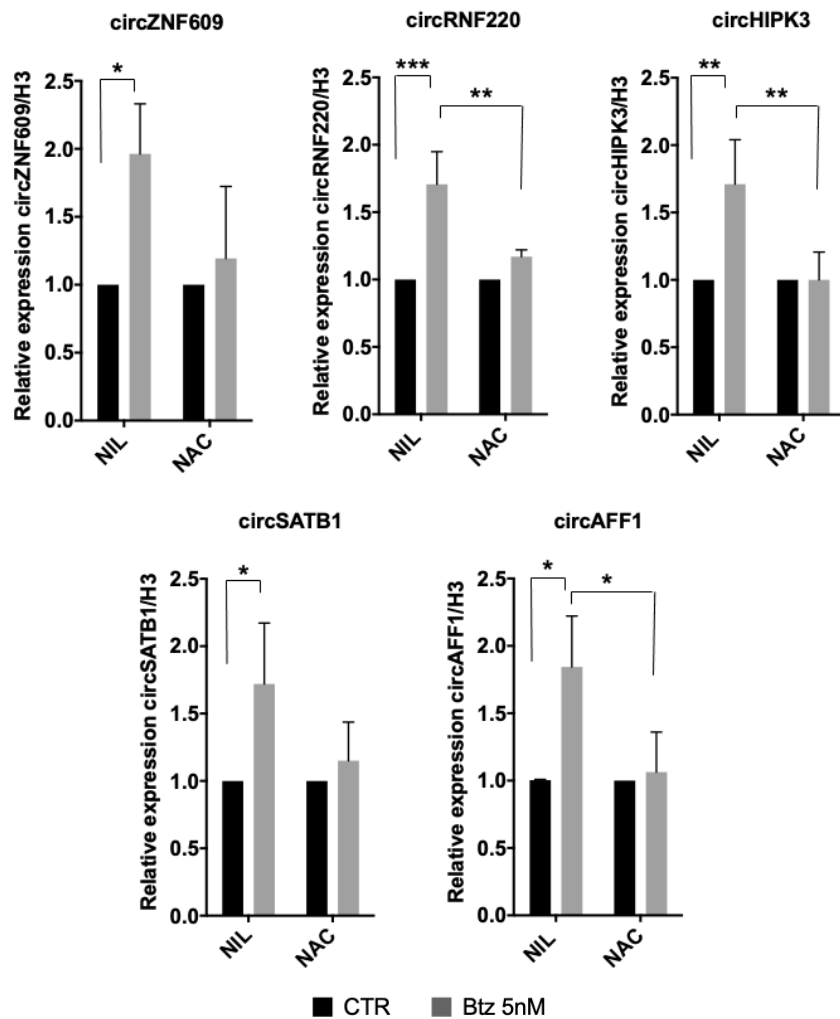 circZNF609
circRNF220
circHIPK3
Relative expression circZNF609/H3
2.5
2.0
1.5
1.0
0.5
0.0
*
NIL
NAC
Relative expression circRNF220/H3
2.5
2.0
1.5
1.0
0.5
0.0
***
**
NIL
NAC
Relative expression circHIPK3/H3
2.5
2.0
1.5
1.0
0.5
0.0
**
**
NIL
NAC
circSATB1
circAFF1
Relative expression circSATB1/H3
2.5
2.0
1.5
1.0
0.5
0.0
*
NIL
NAC
Relative expression circAFF1/H3
2.5
2.0
1.5
1.0
0.5
0.0
*
*
NIL
NAC
CTR
Btz 5nM